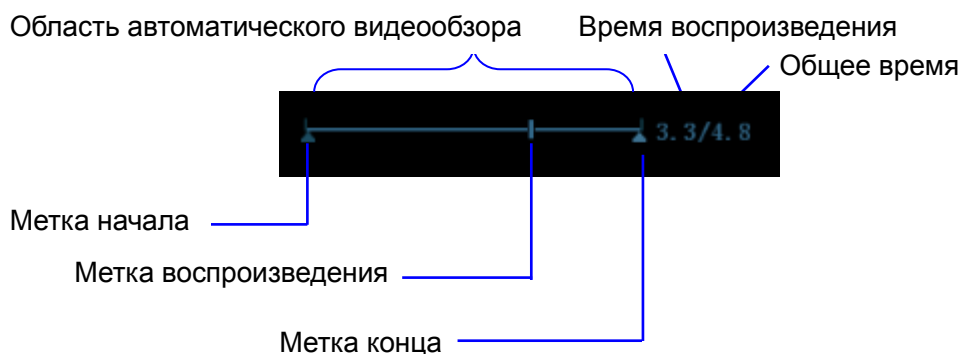 Область автоматического видеообзора
Время воспроизведения
Общее время
3.3/4.8
Метка начала
Метка воспроизведения
Метка конца